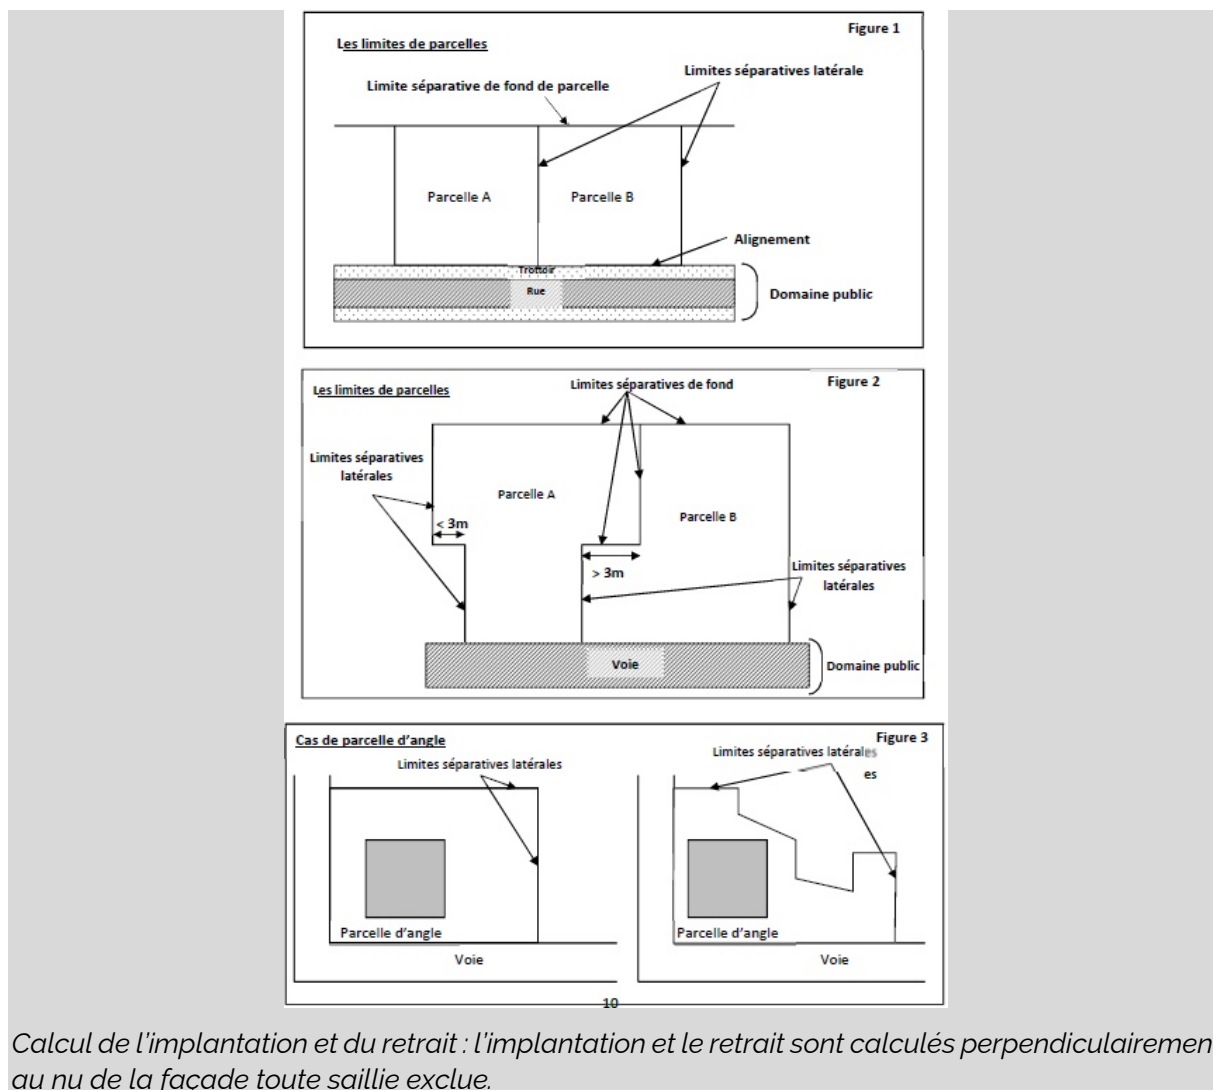 Figure 1
Les limites de parcelles
Limites séparatives latérale
Limite séparative de fond de parcelle
Parcelle A
Parcelle B
Alignement
Trottoir
Rue
Domaine public
Limites séparatives de fond
Figure 2
Les limites de parcelles
Limites séparatives
latérales
Parcelle A
Parcelle B
< 3m
> 3m
Limites séparatives
latérales
Voie
Domaine public
Cas de parcelle d'angle
Figure 3
Limites séparatives latérales
Limites séparatives latérales
es
Parcelle d'angle
Parcelle d'angle
Voie
Voie
10
Calcul de l'implantation et du retrait : l'implantation et le retrait sont calculés perpendiculairemen
au nu de la façade toute saillie exclue.